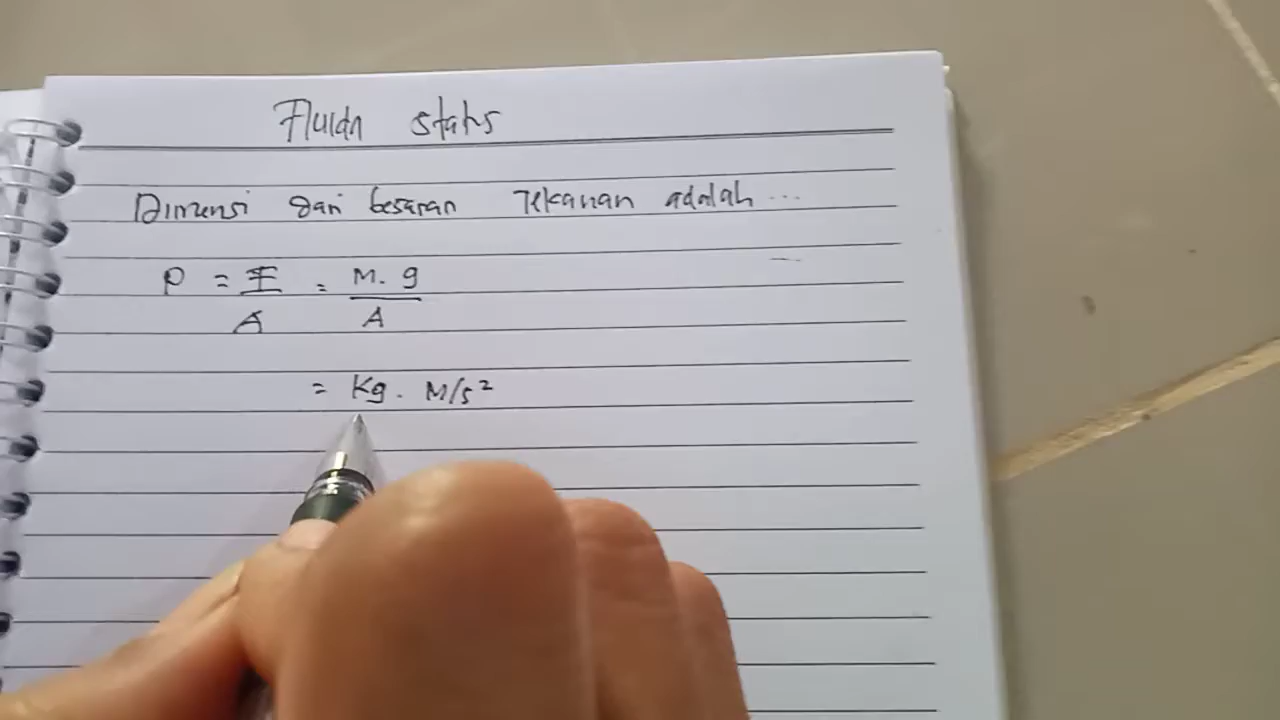 Fluida statis
Dimensi dari besaran Tekanan adalah ...
P = F/A = M. g/A
= Kg. M/s²